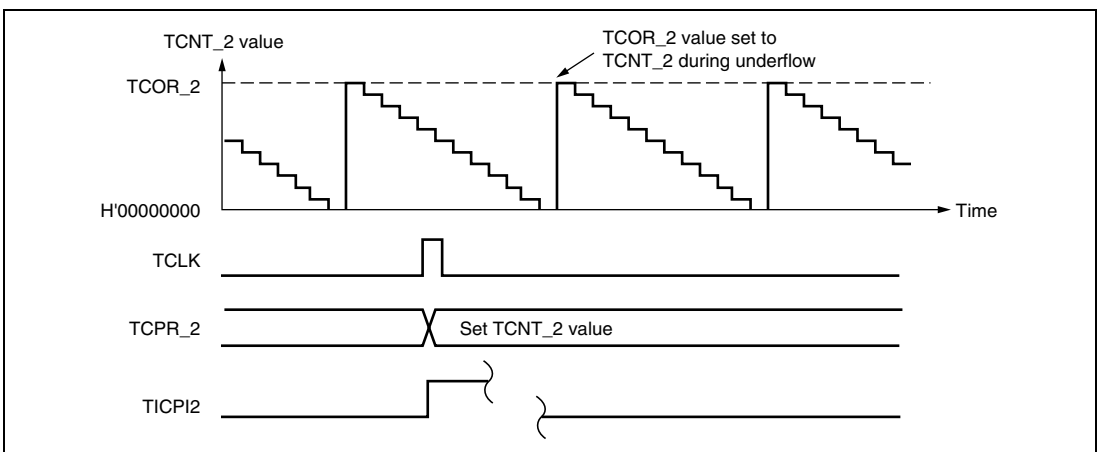 TCNT_2 value
TCOR_2 value set to
TCNT_2 during underflow
TCOR_2
H'00000000
Time
TCLK
TCPR_2
Set TCNT_2 value
TICPI2